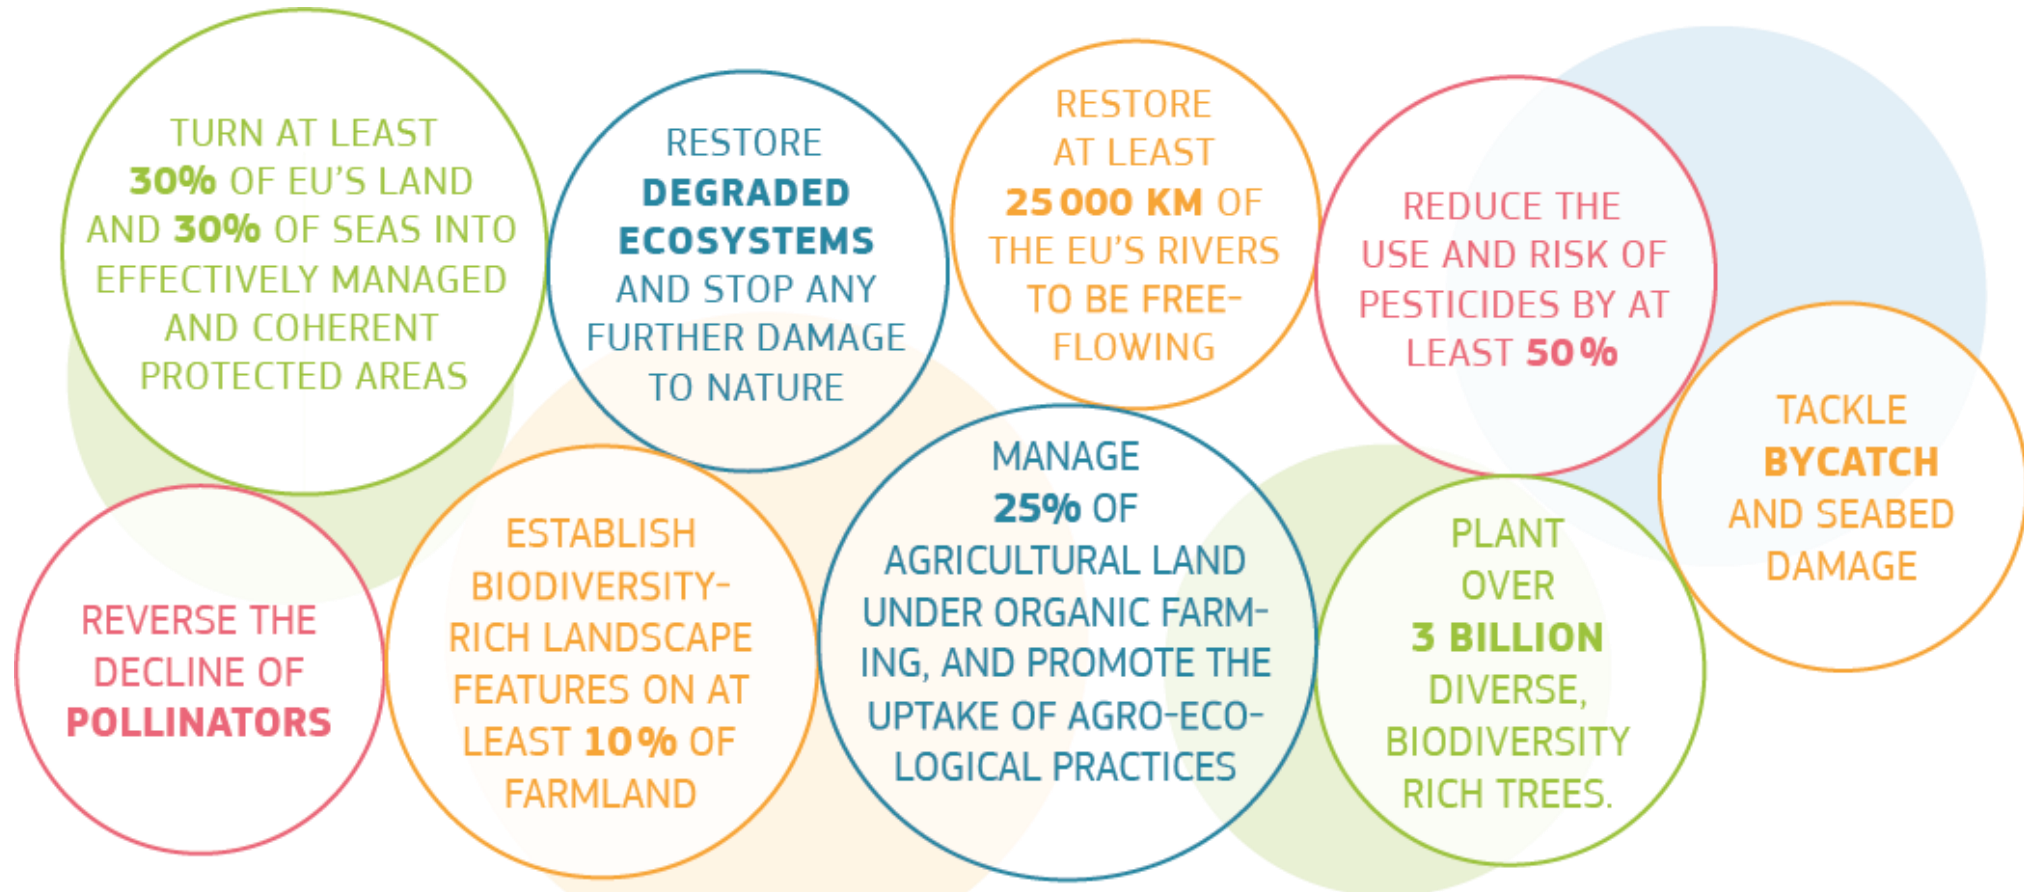 TURN AT LEAST
30% OF EU'S LAND
AND 30% OF SEAS INTO
EFFECTIVELY MANAGED
AND COHERENT
PROTECTED AREAS
RESTORE
DEGRADED
ECOSYSTEMS
AND STOP ANY
FURTHER DAMAGE
TO NATURE
RESTORE
AT LEAST
25 000 KM OF
THE EU'S RIVERS
TO BE FREE-
FLOWING
REDUCE THE
USE AND RISK OF
PESTICIDES BY AT
LEAST 50%
TACKLE
BYCATCH
AND SEABED
DAMAGE
REVERSE THE
DECLINE OF
POLLINATORS
ESTABLISH
BIODIVERSITY-
RICH LANDSCAPE
FEATURES ON AT
LEAST 10% OF
FARMLAND
MANAGE
25% OF
AGRICULTURAL LAND
UNDER ORGANIC FARM-
ING, AND PROMOTE THE
UPTAKE OF AGRO-ECO-
LOGICAL PRACTICES
PLANT
OVER
3 BILLION
DIVERSE,
BIODIVERSITY
RICH TREES.